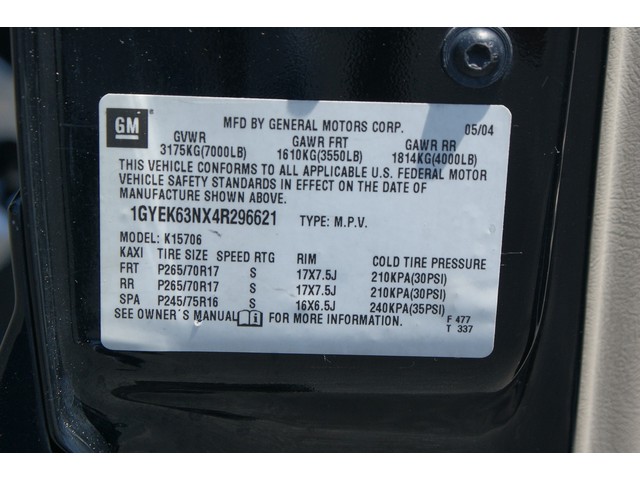 GM MFD BY GENERAL MOTORS CORP. 05/04
GVWR GAWR FRT GAWR RR
3175KG(7000LB) 1610KG(3550LB) 1814KG(4000LB)
THIS VEHICLE CONFORMS TO ALL APPLICABLE U.S. FEDERAL MOTOR
VEHICLE SAFETY STANDARDS IN EFFECT ON THE DATE OF
MANUFACTURE SHOWN ABOVE.
1GYEK63NX4R296621 TYPE: M.P.V.
MODEL: K15706
KAXI TIRE SIZE SPEED RTG RIM COLD TIRE PRESSURE
FRT P265/70R17 S 17X7.5J 210KPA(30PSI)
RR P265/70R17 S 17X7.5J 210KPA(30PSI)
SPA P245/75R16 S 16X6.5J 240KPA(35PSI)
SEE OWNER'S MANUAL FOR MORE INFORMATION. F 477
T 337